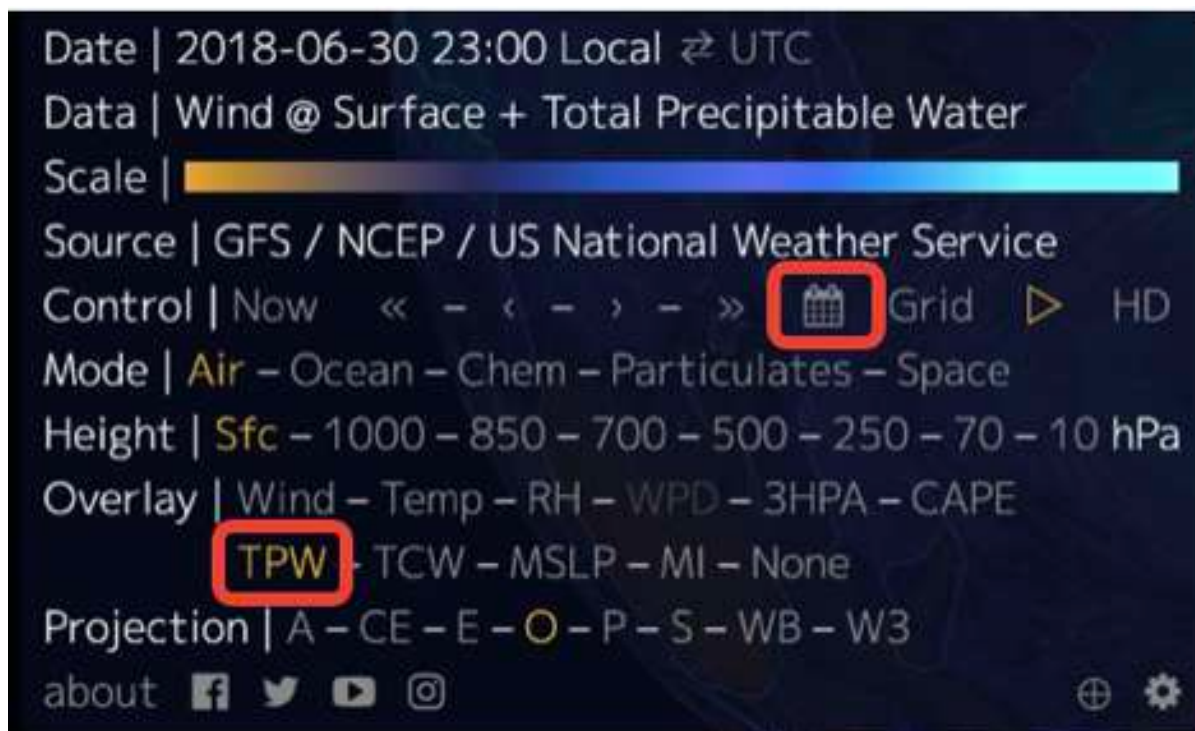 Date | 2018-06-30 23:00 Local ⇄ UTC
Data | Wind @ Surface + Total Precipitable Water
Scale |
Source | GFS / NCEP / US National Weather Service
Control | Now « – ‹ – › – » Grid ▷ HD
Mode | Air – Ocean – Chem – Particulates – Space
Height | Sfc – 1000 – 850 – 700 – 500 – 250 – 70 – 10 hPa
Overlay | Wind – Temp – RH – WPD – 3HPA – CAPE
TPW – TCW – MSLP – MI – None
Projection | A – CE – E – O – P – S – WB – W3
about